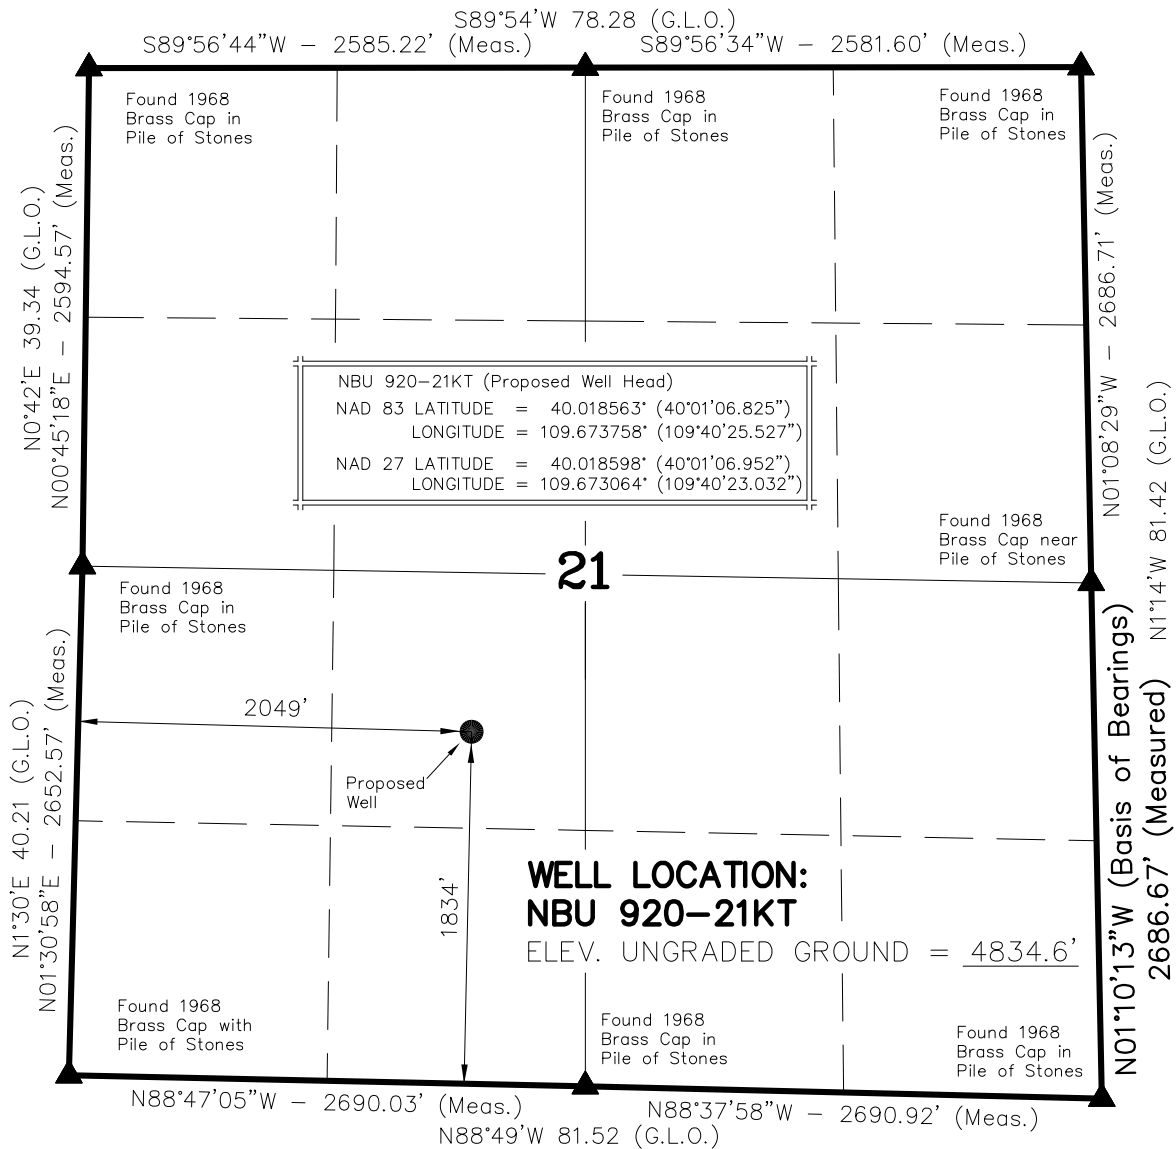 S89°54'W 78.28 (G.L.O.)
S89°56'44"W - 2585.22' (Meas.)
S89°56'34"W - 2581.60' (Meas.)
Found 1968
Brass Cap in
Pile of Stones
Found 1968
Brass Cap in
Pile of Stones
Found 1968
Brass Cap in
Pile of Stones
N0°42'E 39.34 (G.L.O.)
N00°45'18"E - 2594.57' (Meas.)
N01°08'29"W - 2686.71' (Meas.)
N1°14'W 81.42 (G.L.O.)
NBU 920-21KT (Proposed Well Head)
NAD 83 LATITUDE = 40.018563° (40°01'06.825")
LONGITUDE = 109.673758° (109°40'25.527")
NAD 27 LATITUDE = 40.018598° (40°01'06.952")
LONGITUDE = 109.673064° (109°40'23.032")
Found 1968
Brass Cap near
Pile of Stones
21
Found 1968
Brass Cap in
Pile of Stones
2049'
Proposed
Well
1834'
N1°30'E 40.21 (G.L.O.)
N01°30'58"E - 2652.57' (Meas.)
N01°10'13"W (Basis of Bearings)
2686.67' (Measured)
WELL LOCATION:
NBU 920-21KT
ELEV. UNGRADED GROUND = 4834.6'
Found 1968
Brass Cap with
Pile of Stones
Found 1968
Brass Cap in
Pile of Stones
Found 1968
Brass Cap in
Pile of Stones
N88°47'05"W - 2690.03' (Meas.)
N88°37'58"W - 2690.92' (Meas.)
N88°49'W 81.52 (G.L.O.)